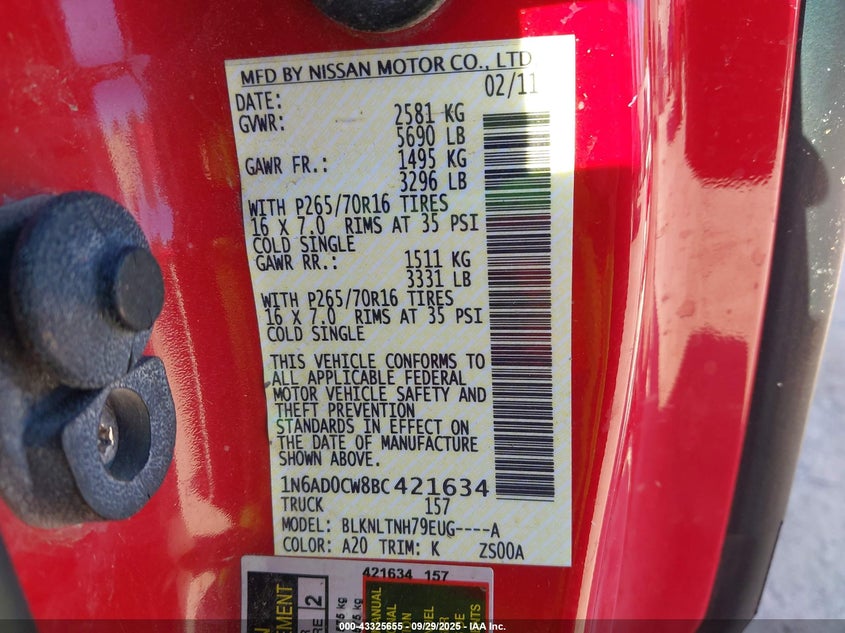 MFD BY NISSAN MOTOR CO., LTD
DATE: 02/11
GVWR: 2581 KG
5690 LB
GAWR FR.: 1495 KG
3296 LB
WITH P265/70R16 TIRES
16 X 7.0 RIMS AT 35 PSI
COLD SINGLE
GAWR RR.: 1511 KG
3331 LB
WITH P265/70R16 TIRES
16 X 7.0 RIMS AT 35 PSI
COLD SINGLE
THIS VEHICLE CONFORMS TO
ALL APPLICABLE FEDERAL
MOTOR VEHICLE SAFETY AND
THEFT PREVENTION
STANDARDS IN EFFECT ON
THE DATE OF MANUFACTURE
SHOWN ABOVE.
1N6AD0CW8BC421634
TRUCK 157
MODEL: BLKNLTNH79EUG----A
COLOR: A20 TRIM: K ZS00A
421634 157
2
000-43325655 - 09/29/2025 - IAA Inc.